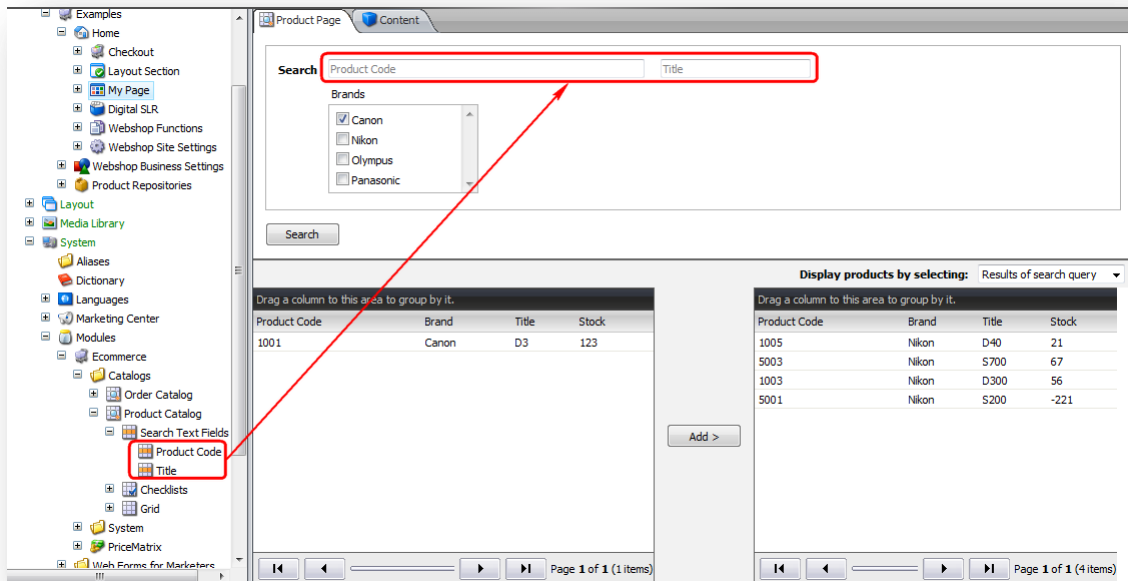 Examples
Home
Checkout
Layout Section
My Page
Digital SLR
Webshop Functions
Webshop Site Settings
Webshop Business Settings
Product Repositories
Layout
Media Library
System
Aliases
Dictionary
Languages
Marketing Center
Modules
Ecommerce
Catalogs
Order Catalog
Product Catalog
Search Text Fields
Product Code
Title
Checklists
Grid
System
PriceMatrix
Web Forms for Marketers
Product Page Content
Search Product Code Title
Brands
Canon
Nikon
Olympus
Panasonic
Search
Display products by selecting: Results of search query
Drag a column to this area to group by it.
Product Code Brand Title Stock
1001 Canon D3 123
Add >
Page 1 of 1 (1 items)
Drag a column to this area to group by it.
Product Code Brand Title Stock
1005 Nikon D40 21
5003 Nikon S700 67
1003 Nikon D300 56
5001 Nikon S200 -221
Page 1 of 1 (4 items)